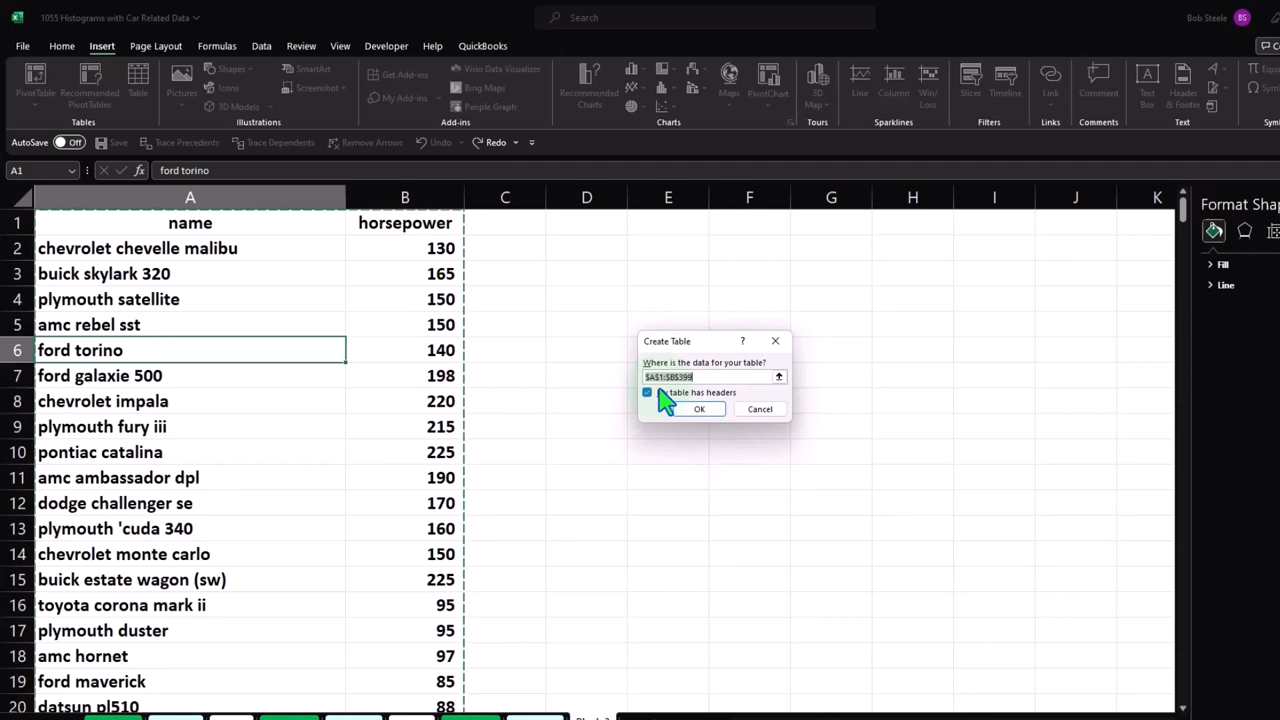 1055 Histograms with Car Related Data
Search
Bob Steele
BS
File
Home
Insert
Page Layout
Formulas
Data
Review
View
Developer
Help
QuickBooks
PivotTable
Recommended
PivotTables
Table
Pictures
Shapes
Icons
3D Models
SmartArt
Screenshot
Get Add-ins
My Add-ins
Visio Data Visualizer
Bing Maps
People Graph
Recommended
Charts
Maps
PivotChart
3D
Map
Line
Column
Win/
Loss
Slicer
Timeline
Link
Comment
Text
Box
Header
& Footer
Tables
Illustrations
Add-ins
Charts
Tours
Sparklines
Filters
Links
Comments
Text
AutoSave
Off
Save
Trace Precedents
Trace Dependents
Remove Arrows
Undo
Redo
A1
fx
ford torino
A B C D E F G H I J K
1 name horsepower
2 chevrolet chevelle malibu 130
3 buick skylark 320 165
4 plymouth satellite 150
5 amc rebel sst 150
6 ford torino 140
7 ford galaxie 500 198
8 chevrolet impala 220
9 plymouth fury iii 215
10 pontiac catalina 225
11 amc ambassador dpl 190
12 dodge challenger se 170
13 plymouth 'cuda 340 160
14 chevrolet monte carlo 150
15 buick estate wagon (sw) 225
16 toyota corona mark ii 95
17 plymouth duster 95
18 amc hornet 97
19 ford maverick 85
20 datsun pl510 88
Create Table
?
Where is the data for your table?
$A$1:$B$399
table has headers
OK
Cancel
Format Shap
Fill
Line